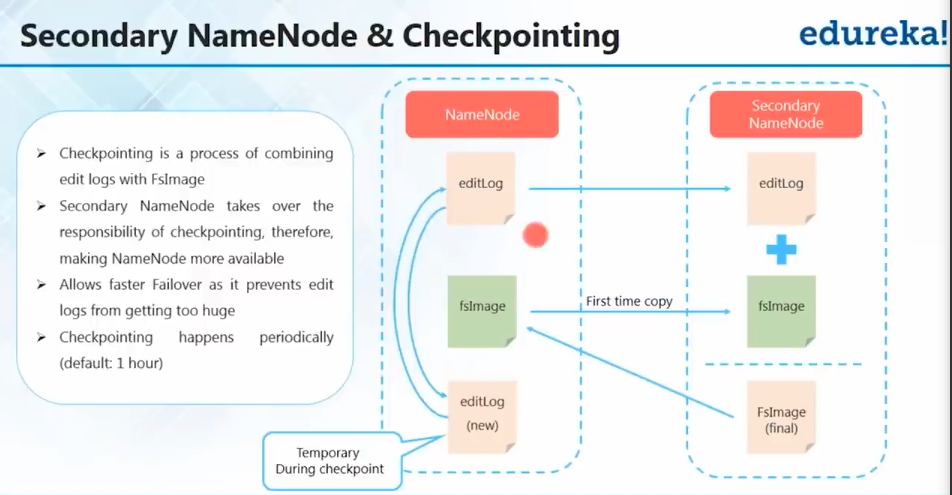 Secondary NameNode & Checkpointing
edureka!
Checkpointing is a process of combining
edit logs with FsImage
Secondary NameNode takes over the
responsibility of checkpointing, therefore,
making NameNode more available
Allows faster Failover as it prevents edit
logs from getting too huge
Checkpointing happens periodically
(default: 1 hour)
NameNode
editLog
fsImage
editLog
(new)
Temporary
During checkpoint
First time copy
Secondary
NameNode
editLog
fsImage
FsImage
(final)